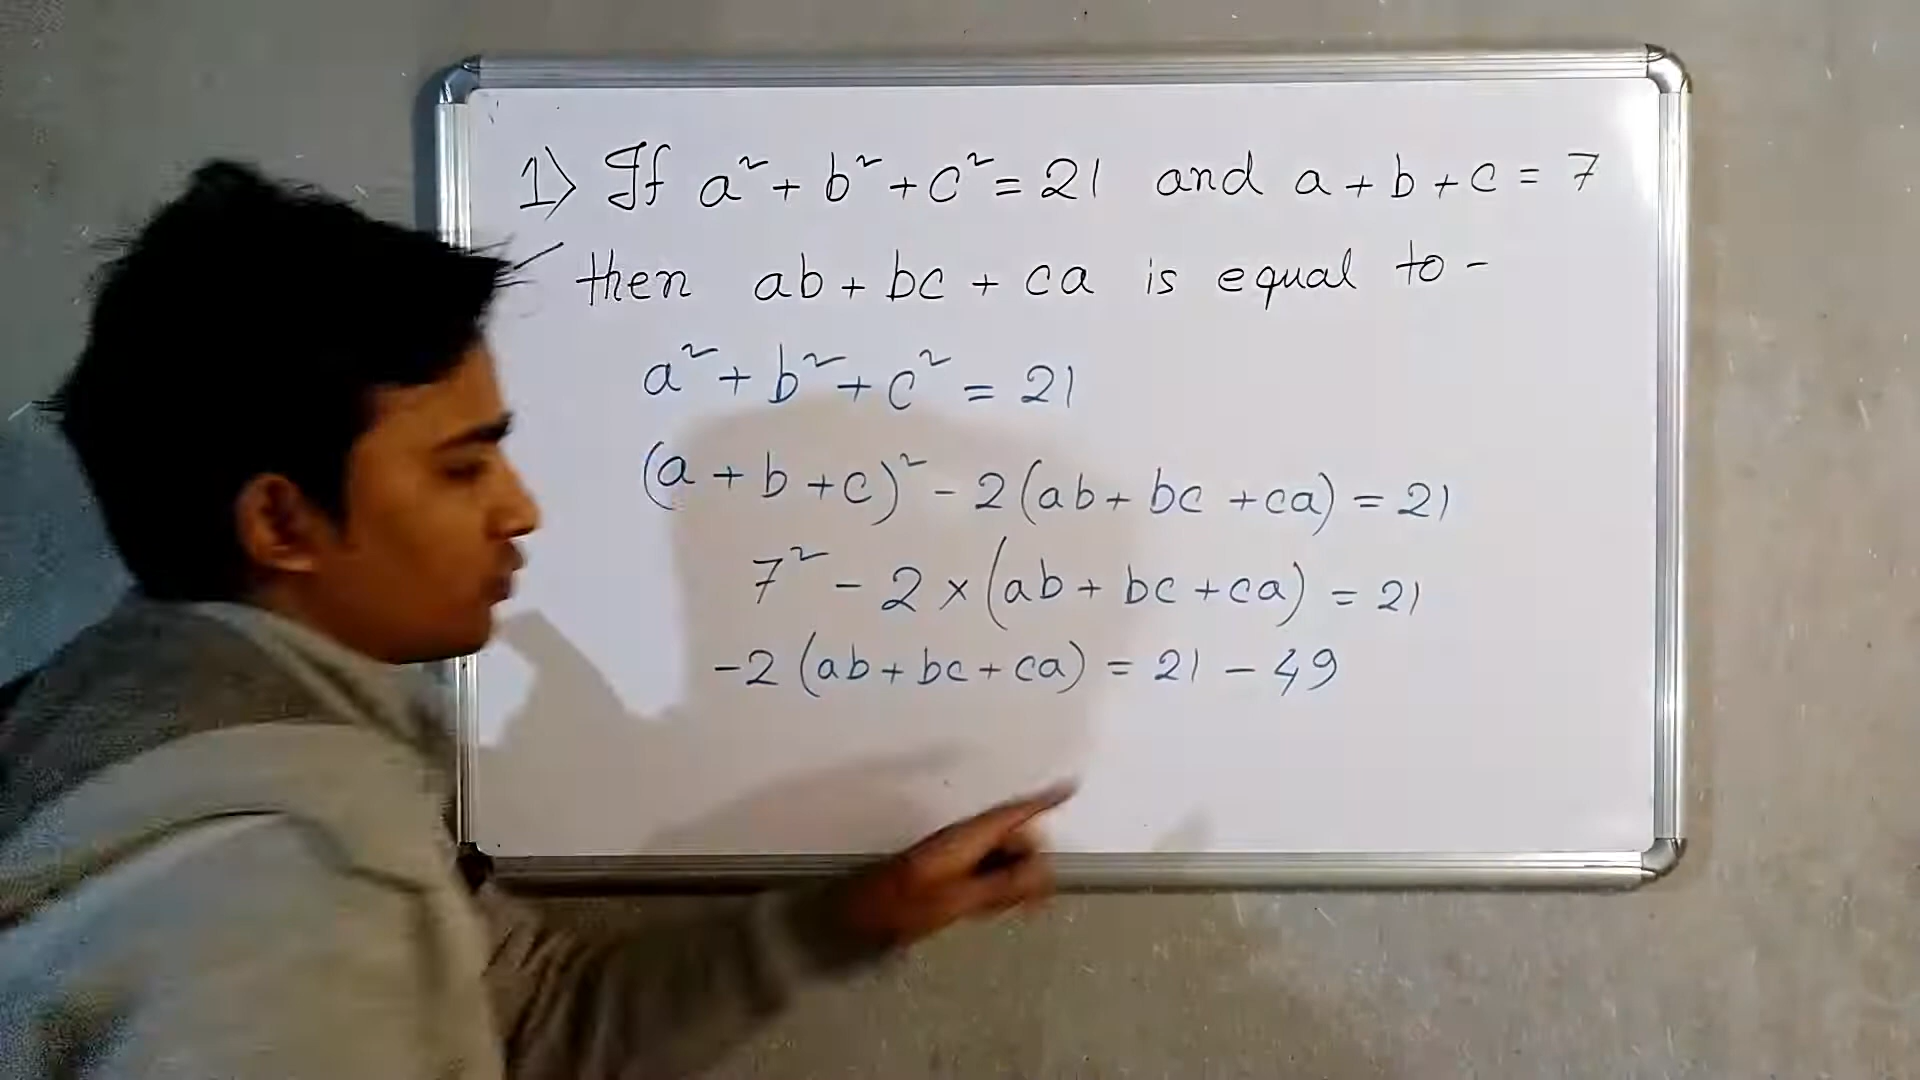 1) If a² + b² + c² = 21 and a + b + c = 7
then ab + bc + ca is equal to -
a² + b² + c² = 21
(a + b + c)² - 2 (ab + bc + ca) = 21
7² - 2 × (ab + bc + ca) = 21
-2 (ab + bc + ca) = 21 - 49